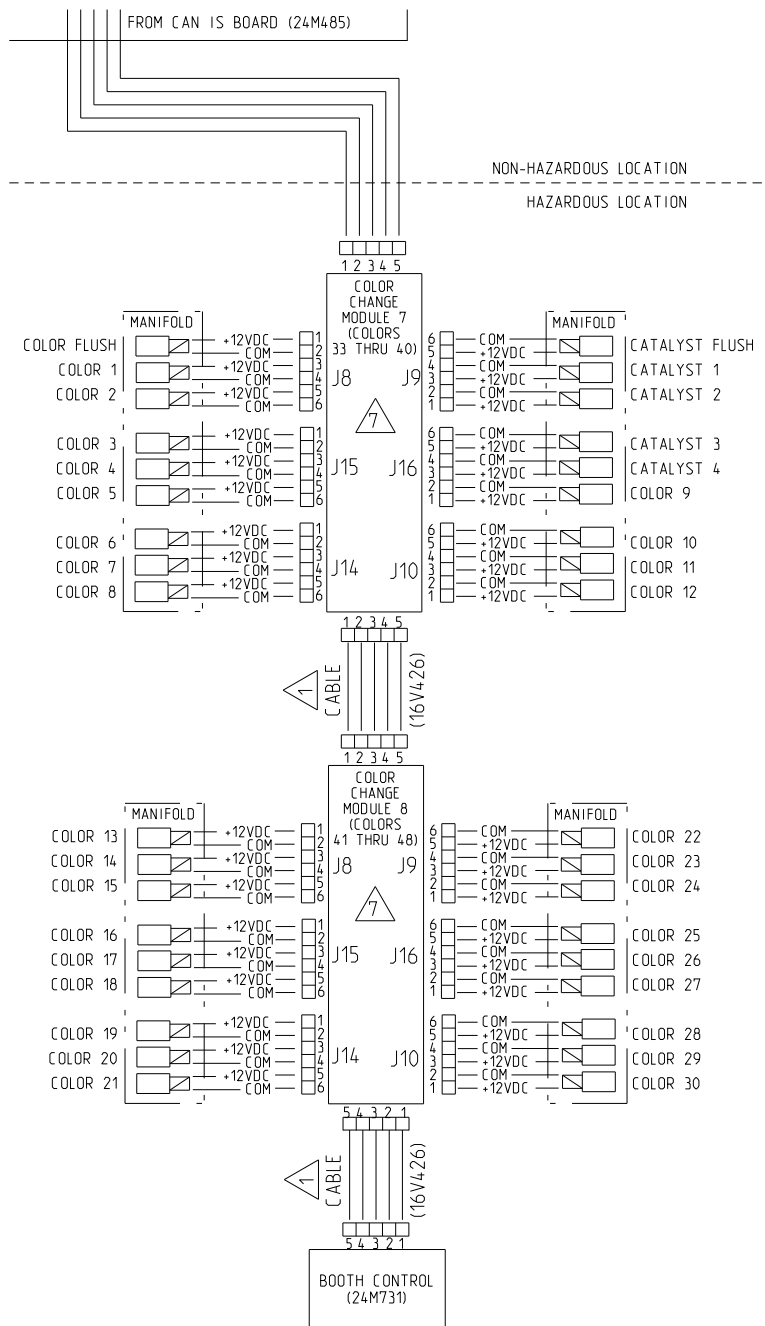 FROM CAN IS BOARD (24M485)
NON-HAZARDOUS LOCATION
HAZARDOUS LOCATION
1 2 3 4 5
COLOR
CHANGE
MODULE 7
(COLORS
33 THRU 40)
MANIFOLD
COLOR FLUSH +12VDC 1
COM 2
COLOR 1 +12VDC 3
COM 4
COLOR 2 +12VDC 5
COM 6
J8
COLOR 3 +12VDC 1
COM 2
COLOR 4 +12VDC 3
COM 4
COLOR 5 +12VDC 5
COM 6
J15
COLOR 6 +12VDC 1
COM 2
COLOR 7 +12VDC 3
COM 4
COLOR 8 +12VDC 5
COM 6
J14
7
MANIFOLD
6 COM CATALYST FLUSH
5 +12VDC
4 COM CATALYST 1
3 +12VDC
2 COM CATALYST 2
1 +12VDC
J9
6 COM CATALYST 3
5 +12VDC
4 COM CATALYST 4
3 +12VDC
2 COM COLOR 9
1 +12VDC
J16
6 COM COLOR 10
5 +12VDC
4 COM COLOR 11
3 +12VDC
2 COM COLOR 12
1 +12VDC
J10
1 2 3 4 5
1
CABLE
(16V426)
1 2 3 4 5
COLOR
CHANGE
MODULE 8
(COLORS
41 THRU 48)
MANIFOLD
COLOR 13 +12VDC 1
COM 2
COLOR 14 +12VDC 3
COM 4
COLOR 15 +12VDC 5
COM 6
J8
COLOR 16 +12VDC 1
COM 2
COLOR 17 +12VDC 3
COM 4
COLOR 18 +12VDC 5
COM 6
J15
COLOR 19 +12VDC 1
COM 2
COLOR 20 +12VDC 3
COM 4
COLOR 21 +12VDC 5
COM 6
J14
7
MANIFOLD
6 COM COLOR 22
5 +12VDC
4 COM COLOR 23
3 +12VDC
2 COM COLOR 24
1 +12VDC
J9
6 COM COLOR 25
5 +12VDC
4 COM COLOR 26
3 +12VDC
2 COM COLOR 27
1 +12VDC
J16
6 COM COLOR 28
5 +12VDC
4 COM COLOR 29
3 +12VDC
2 COM COLOR 30
1 +12VDC
J10
5 4 3 2 1
1
CABLE
(16V426)
5 4 3 2 1
BOOTH CONTROL
(24M731)